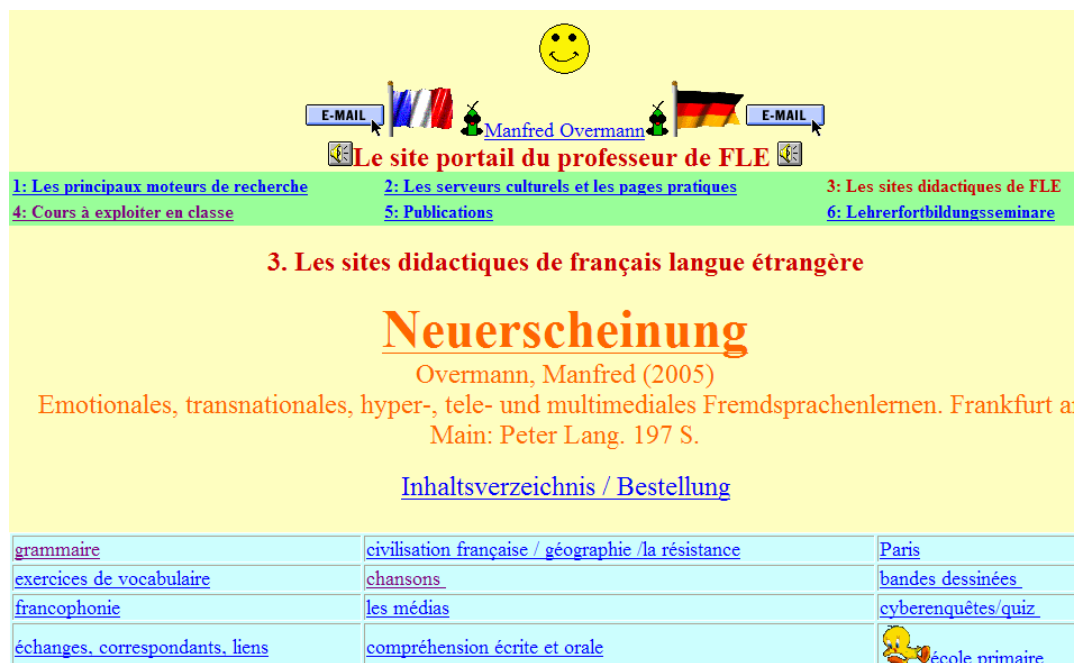 E-MAIL Manfred Overmann E-MAIL
Le site portail du professeur de FLE
1: Les principaux moteurs de recherche 2: Les serveurs culturels et les pages pratiques 3: Les sites didactiques de FLE
4: Cours à exploiter en classe 5: Publications 6: Lehrerfortbildungsseminare
3. Les sites didactiques de français langue étrangère
Neuerscheinung
Overmann, Manfred (2005)
Emotionales, transnationales, hyper-, tele- und multimediales Fremdsprachenlernen. Frankfurt
Main: Peter Lang. 197 S.
Inhaltsverzeichnis / Bestellung
grammaire civilisation française / géographie /la résistance Paris
exercices de vocabulaire chansons bandes dessinées
francophonie les médias cyberenquêtes/quiz
échanges, correspondants, liens compréhension écrite et orale école primaire